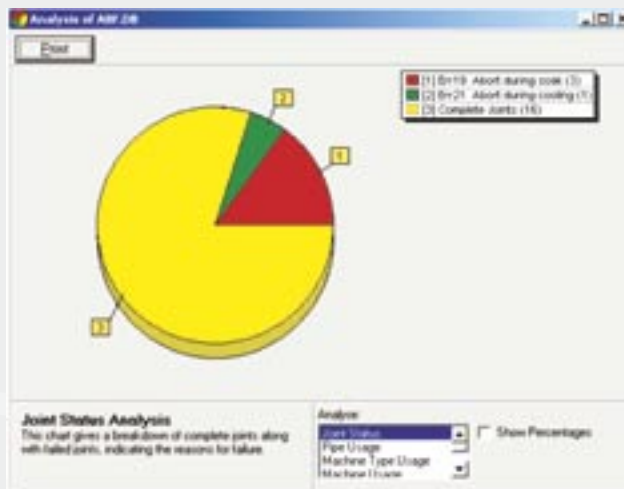 Analysis of ABF.DB
Print
[1] Err19 Abort during soak (3)
[2] Err21 Abort during cooling (1)
[3] Complete Joints (16)
2
1
3
Joint Status Analysis
This chart gives a breakdown of complete joints along
with failed joints, indicating the reasons for failure.
Analyse:
Joint Status
Pipe Usage
Machine Type Usage
Machine Usage
Show Percentages